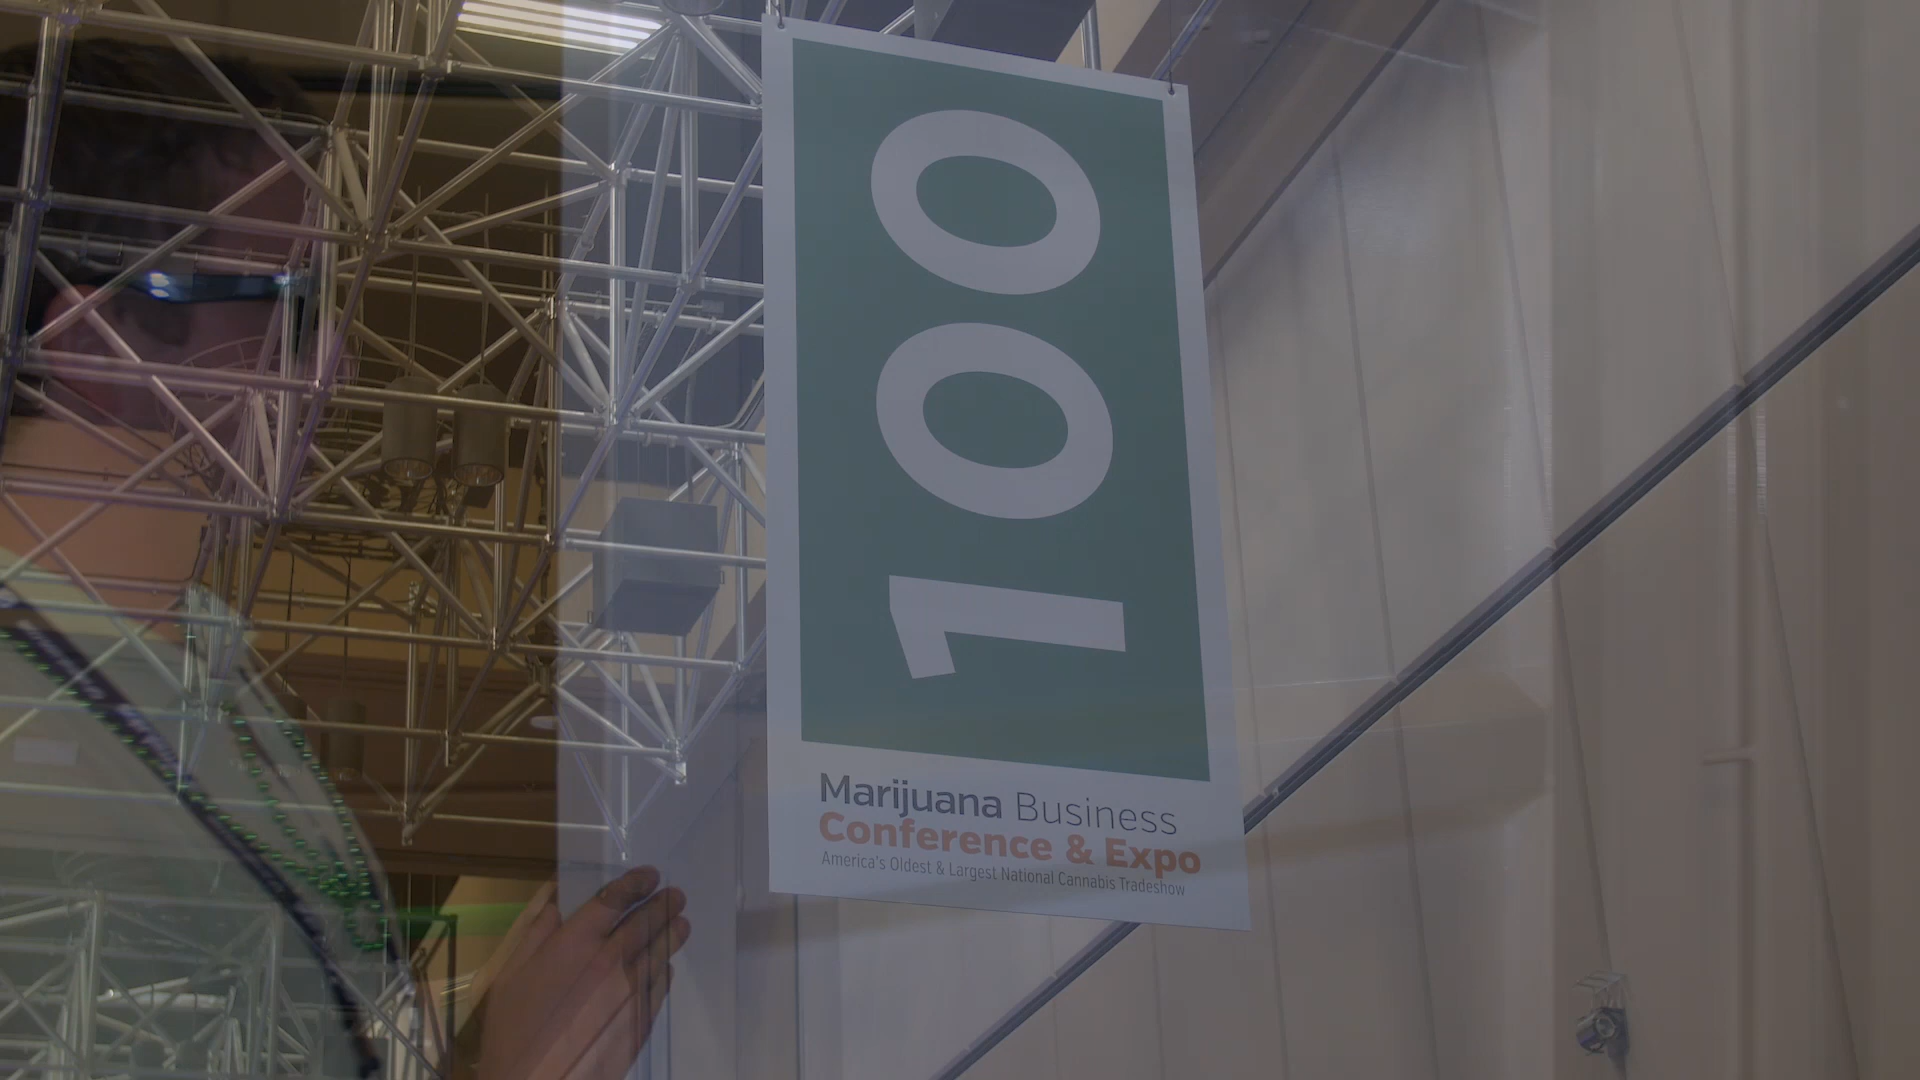 100
Marijuana Business
Conference & Expo
America's Oldest & Largest National Cannabis Tradeshow